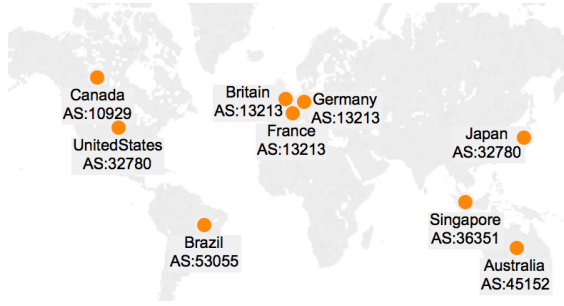 Canada
AS:10929
UnitedStates
AS:32780
Britain
AS:13213
Germany
AS:13213
France
AS:13213
Japan
AS:32780
Singapore
AS:36351
Brazil
AS:53055
Australia
AS:45152